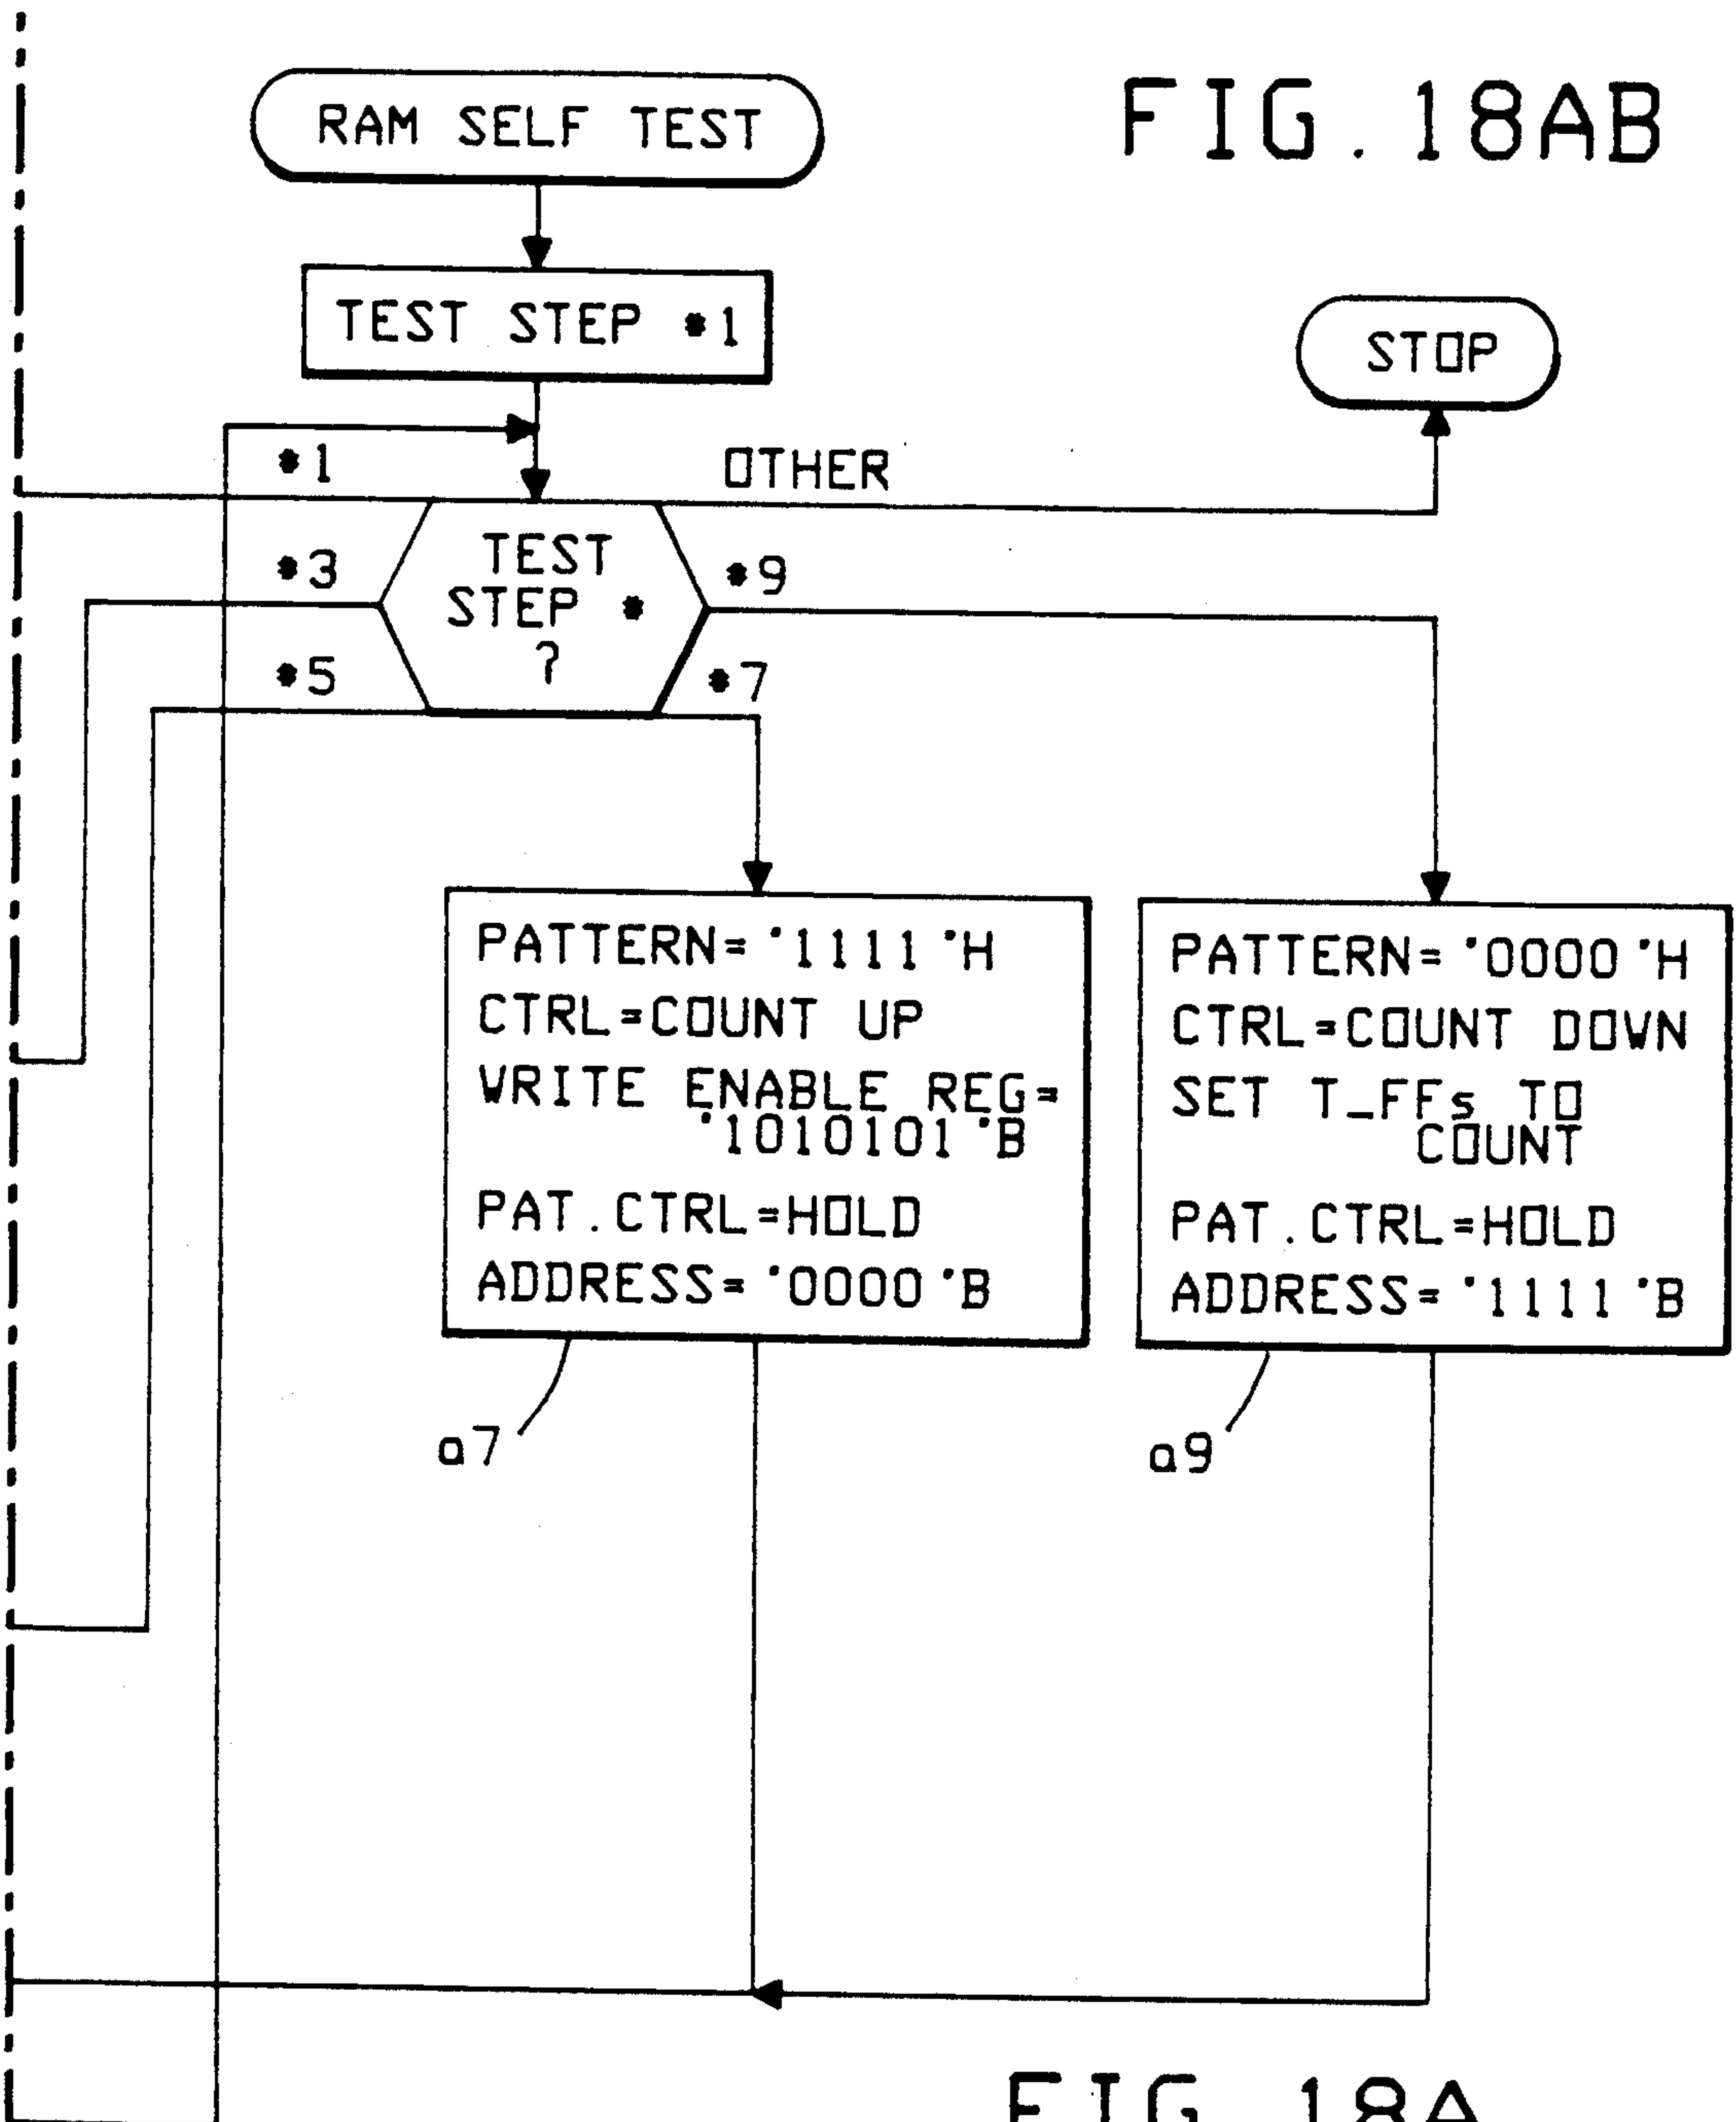 FIG. 18AB
RAM SELF TEST
TEST STEP #1
STOP
#1
OTHER
#3
TEST
STEP #
?
#9
#5
#7
PATTERN='1111'H
CTRL=COUNT UP
WRITE ENABLE REG=
'1010101'B
PAT.CTRL=HOLD
ADDRESS='0000'B
PATTERN='0000'H
CTRL=COUNT DOWN
SET T_FFs TO
COUNT
PAT.CTRL=HOLD
ADDRESS='1111'B
a7
a9
FIG. 18A